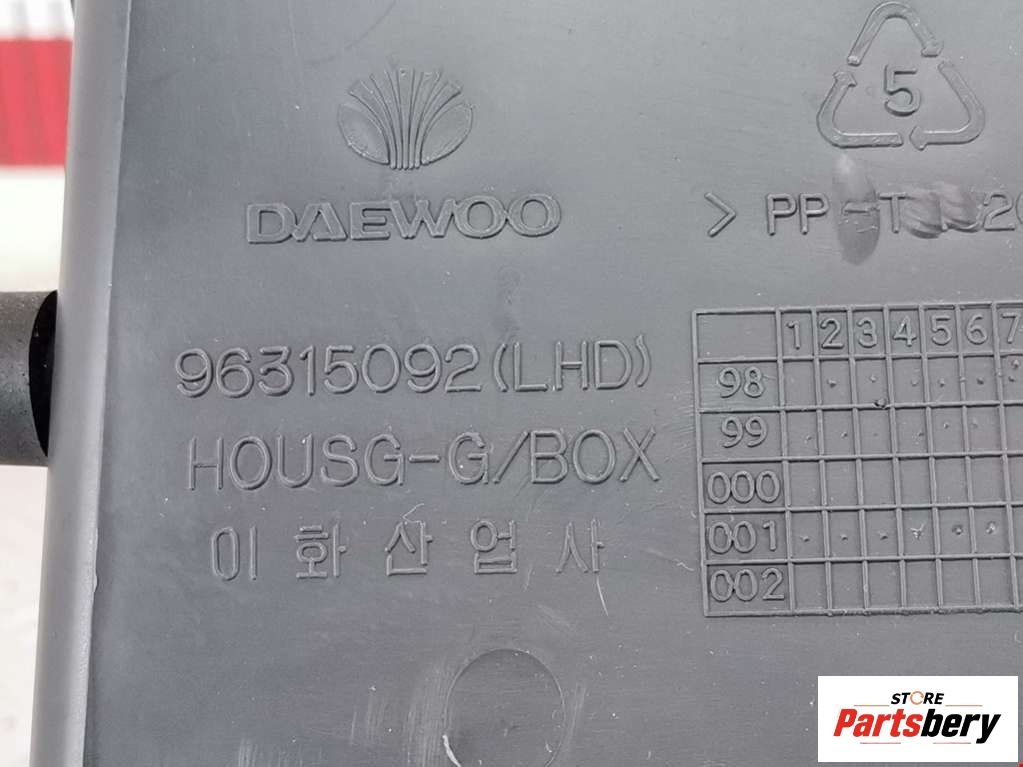 DAEWOO
5
> PP-T
96315092(LHD)
HOUSG-G/BOX
이화산업사
1 2 3 4 5 6 7
98
99
000
001
002
STORE
Partsbery